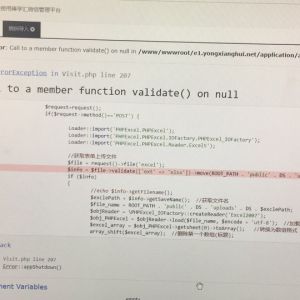 使用禅学汇微信管理平台
or: Call to a member function validate() on null in /www/wwwroot/e1.yongxianghui.net/application/a
rorException in Visit.php line 207
to a member function validate() on null
$request=request();
if($request->method()=='POST') {
Loader::import('PHPExcel.PHPExcel');
Loader::import('PHPExcel.PHPExcel.IOFactory.PHPExcel_IOFactory');
Loader::import('PHPExcel.PHPExcel.Reader.Excel5');
//获取表单上传文件
$file = request()->file('excel');
$info = $file->validate(['ext' => 'xlsx'])->move(ROOT_PATH . 'public' . DS .
if ($info)
//echo $info->getFilename();
$exclePath = $info->getSaveName(); //获取文件名
$file_name = ROOT_PATH . 'public' . DS . 'uploads' . DS . $exclePath;
$objReader = \PHPExcel_IOFactory::createReader('Excel2007');
$obj_PHPExcel = $objReader->load($file_name, $encode = 'utf-8'); //加载
$excel_array = $obj_PHPExcel->getsheet(0)->toArray(); //转换为数组格式
array_shift($excel_array); //删除第一个数组(标题);
ack
Visit.php line 207
Error::appShutdown()
ment Variables
empty